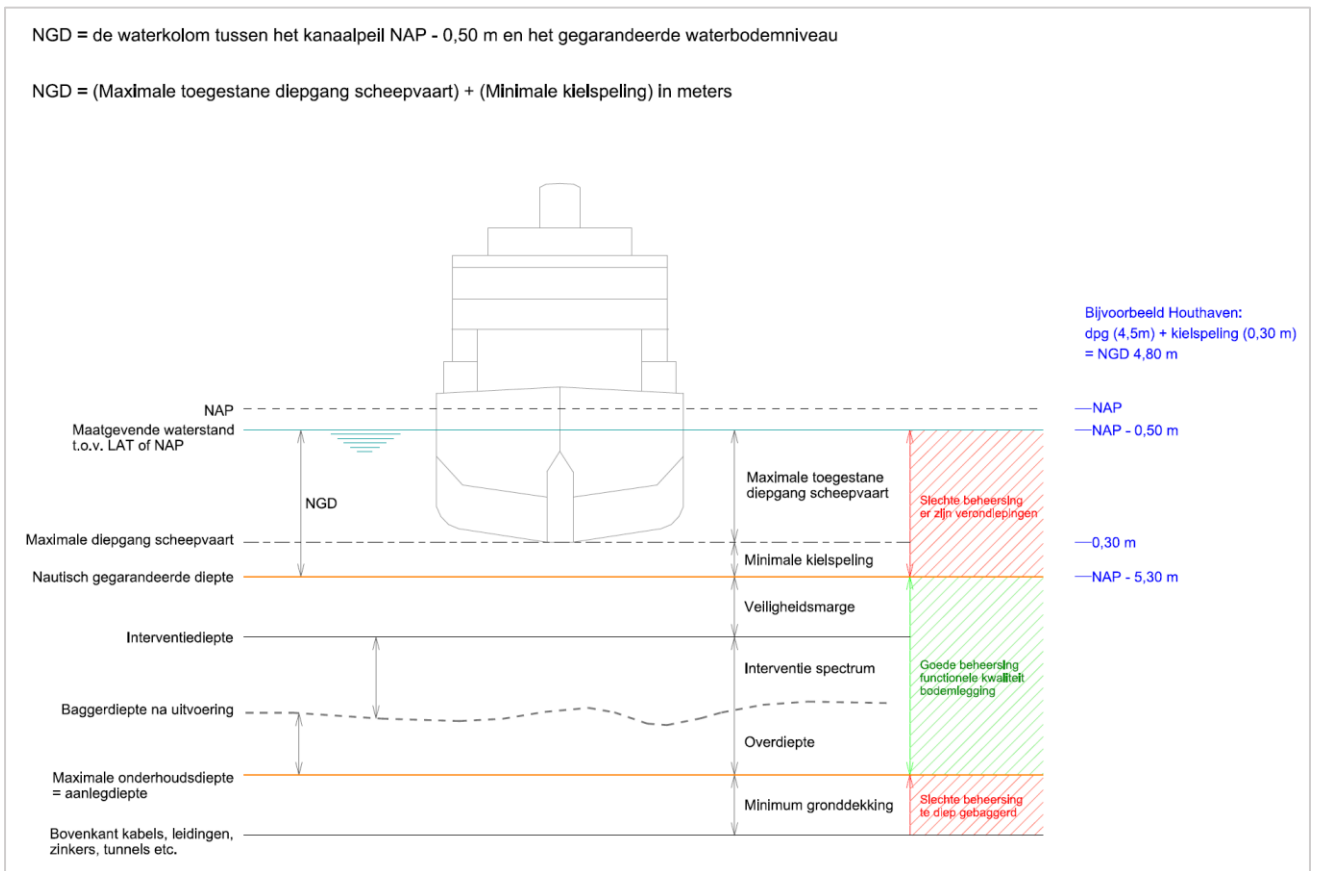 NGD = de waterkolom tussen het kanaalpeil NAP - 0,50 m en het gegarandeerde waterbodemniveau
NGD = (Maximale toegestane diepgang scheepvaart) + (Minimale kielspeling) in meters
Bijvoorbeeld Houthaven:
dpg (4,5m) + kielspeling (0,30 m)
= NGD 4,80 m
NAP
NAP
Maatgevende waterstand
t.o.v. LAT of NAP
NAP - 0,50 m
NGD
Maximale toegestane
diepgang scheepvaart
Slechte beheersing
er zijn verondiepingen
Maximale diepgang scheepvaart
0,30 m
Minimale kielspeling
Nautisch gegarandeerde diepte
NAP - 5,30 m
Veiligheidsmarge
Interventiediepte
Interventie spectrum
Goede beheersing
functionele kwaliteit
bodemlegging
Baggerdiepte na uitvoering
Overdiepte
Maximale onderhoudsdiepte
= aanlegdiepte
Minimum gronddekking
Slechte beheersing
te diep gebaggerd
Bovenkant kabels, leidingen,
zinkers, tunnels etc.